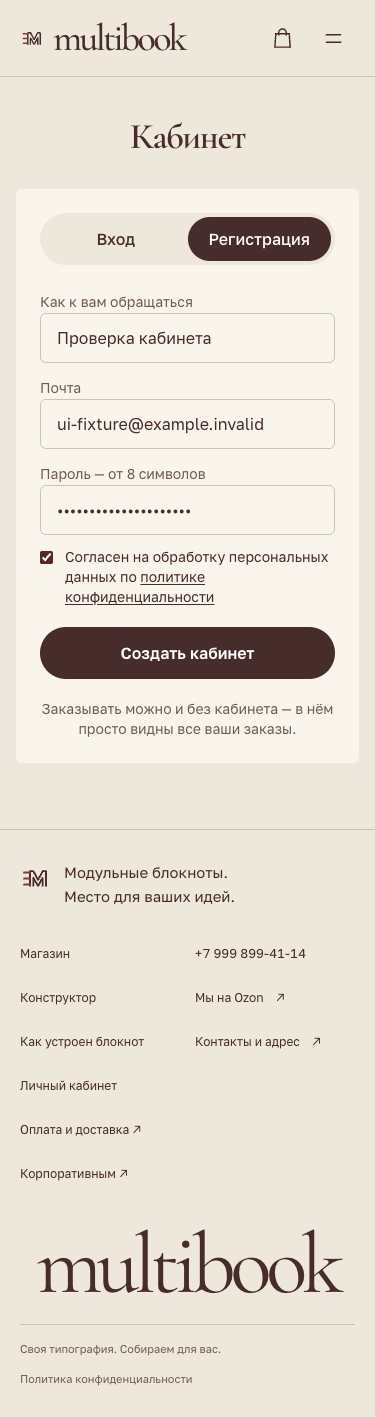 multibook
Кабинет
Вход
Регистрация
Как к вам обращаться
Проверка кабинета
Почта
ui-fixture@example.invalid
Пароль — от 8 символов
•••••••••••••••••••••
Согласен на обработку персональных
данных по политике
конфиденциальности
Создать кабинет
Заказывать можно и без кабинета — в нём
просто видны все ваши заказы.
Модульные блокноты.
Место для ваших идей.
Магазин
+7 999 899-41-14
Конструктор
Мы на Ozon ↗
Как устроен блокнот
Контакты и адрес ↗
Личный кабинет
Оплата и доставка ↗
Корпоративным ↗
multibook
Своя типография. Собираем для вас.
Политика конфиденциальности